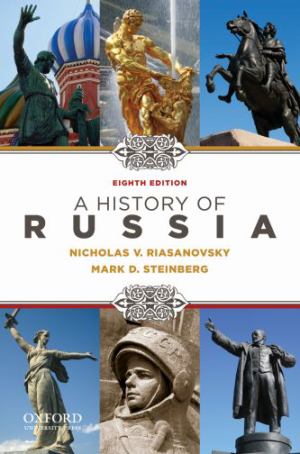 EIGHTH EDITION
A HISTORY OF
RUSSIA
NICHOLAS V. RIASANOVSKY
MARK D. STEINBERG
OXFORD
UNIVERSITY PRESS